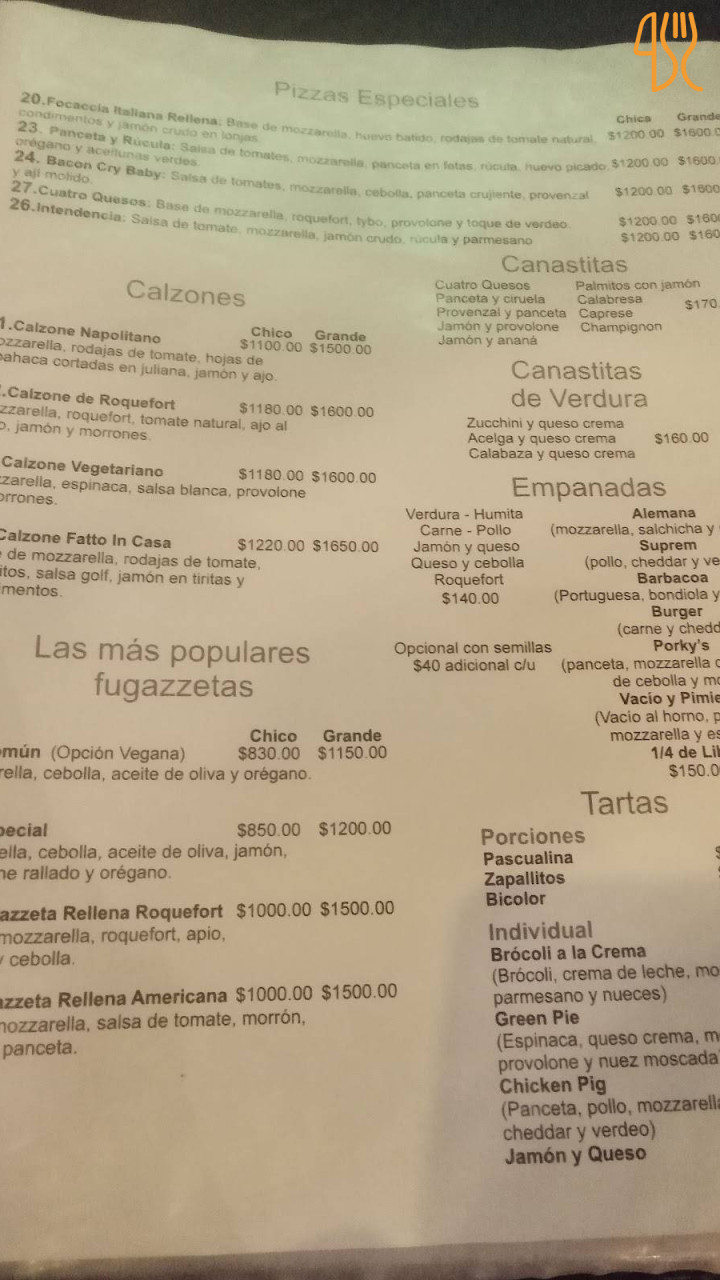 Pizzas Especiales
Chica Grande
20.Focaccia Italiana Rellena: Base de mozzarella, huevo batido, rodajas de tomate natural, $1200.00 $1600.0
condimentos y jamón crudo en lonjas.
23. Panceta y Rúcula: Salsa de tomates, mozzarella, panceta en fetas, rúcula, huevo picado, $1200.00 $1600.
orégano y aceitunas verdes.
24. Bacon Cry Baby: Salsa de tomates, mozzarella, cebolla, panceta crujiente, provenzal $1200.00 $1600
y ají molido.
27.Cuatro Quesos: Base de mozzarella, roquefort, tybo, provolone y toque de verdeo. $1200.00 $160
26.Intendencia: Salsa de tomate, mozzarella, jamón crudo, rúcula y parmesano $1200.00 $160
Calzones
Chico Grande
1.Calzone Napolitano $1100.00 $1500.00
ozzarella, rodajas de tomate, hojas de
bahaca cortadas en juliana, jamón y ajo.
.Calzone de Roquefort $1180.00 $1600.00
zzarella, roquefort, tomate natural, ajo al
o, jamón y morrones.
Calzone Vegetariano $1180.00 $1600.00
zarella, espinaca, salsa blanca, provolone
orrones.
Calzone Fatto In Casa $1220.00 $1650.00
e de mozzarella, rodajas de tomate,
itos, salsa golf, jamón en tiritas y
mentos.
Las más populares
fugazzetas
Chico Grande
omún (Opción Vegana) $830.00 $1150.00
rella, cebolla, aceite de oliva y orégano.
pecial $850.00 $1200.00
ella, cebolla, aceite de oliva, jamón,
ne rallado y orégano.
azzeta Rellena Roquefort $1000.00 $1500.00
mozzarella, roquefort, apio,
y cebolla.
azzeta Rellena Americana $1000.00 $1500.00
mozzarella, salsa de tomate, morrón,
panceta.
Canastitas
Cuatro Quesos Palmitos con jamón
Panceta y ciruela Calabresa $170.
Provenzal y panceta Caprese
Jamón y provolone Champignon
Jamón y ananá
Canastitas
de Verdura
Zucchini y queso crema
Acelga y queso crema $160.00
Calabaza y queso crema
Empanadas
Verdura - Humita
Carne - Pollo
Jamón y queso
Queso y cebolla
Roquefort
$140.00
Opcional con semillas
$40 adicional c/u
Alemana
(mozzarella, salchicha y
Suprem
(pollo, cheddar y ve
Barbacoa
(Portuguesa, bondiola y
Burger
(carne y chedd
Porky's
(panceta, mozzarella
de cebolla y mo
Vacío y Pimie
(Vacío al horno, p
mozzarella y es
1/4 de Lib
$150.0
Tartas
Porciones
Pascualina $
Zapallitos
Bicolor
Individual
Brócoli a la Crema
(Brócoli, crema de leche, mo
parmesano y nueces)
Green Pie
(Espinaca, queso crema, m
provolone y nuez moscada
Chicken Pig
(Panceta, pollo, mozzarella
cheddar y verdeo)
Jamón y Queso